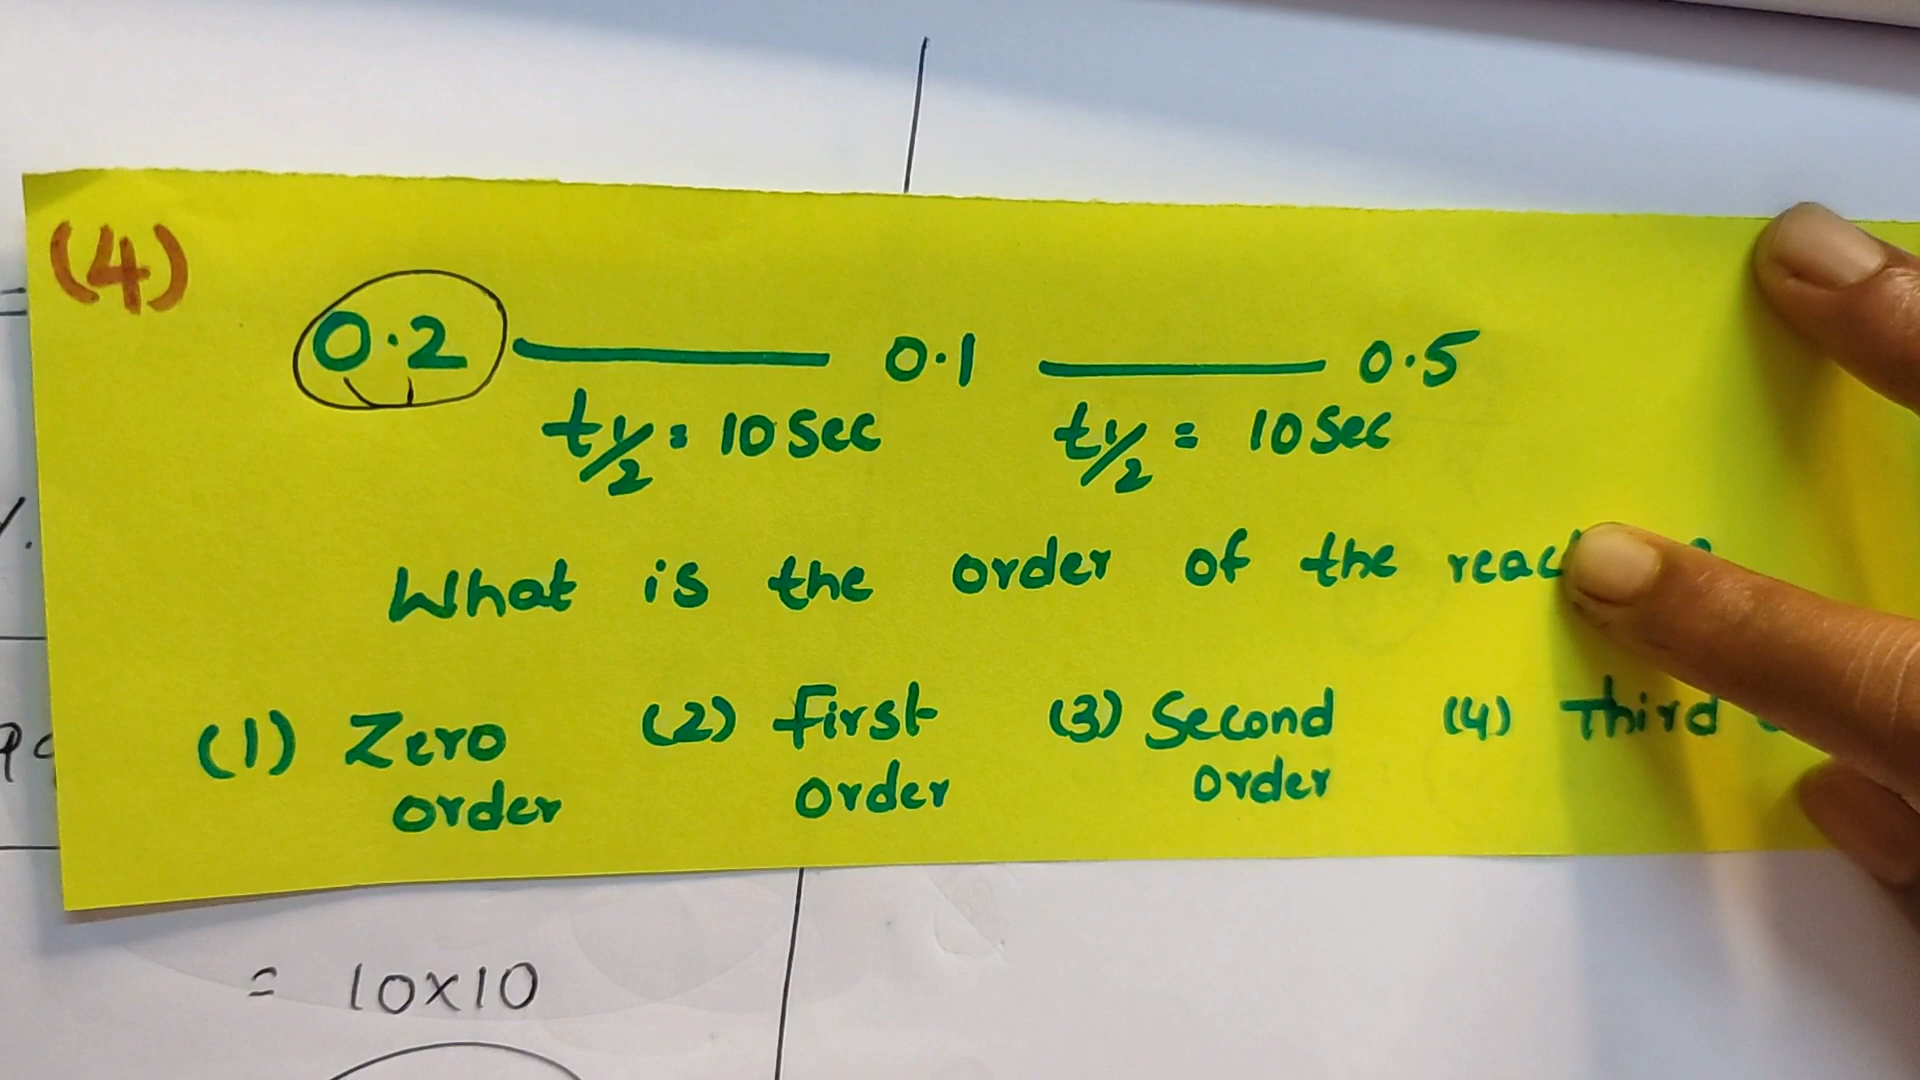 (4)
0.2 — 0.1 — 0.5
t1/2 = 10 Sec t1/2 = 10 Sec
What is the order of the
(1) Zero order (2) first order (3) Second order (4) Third
= 10×10